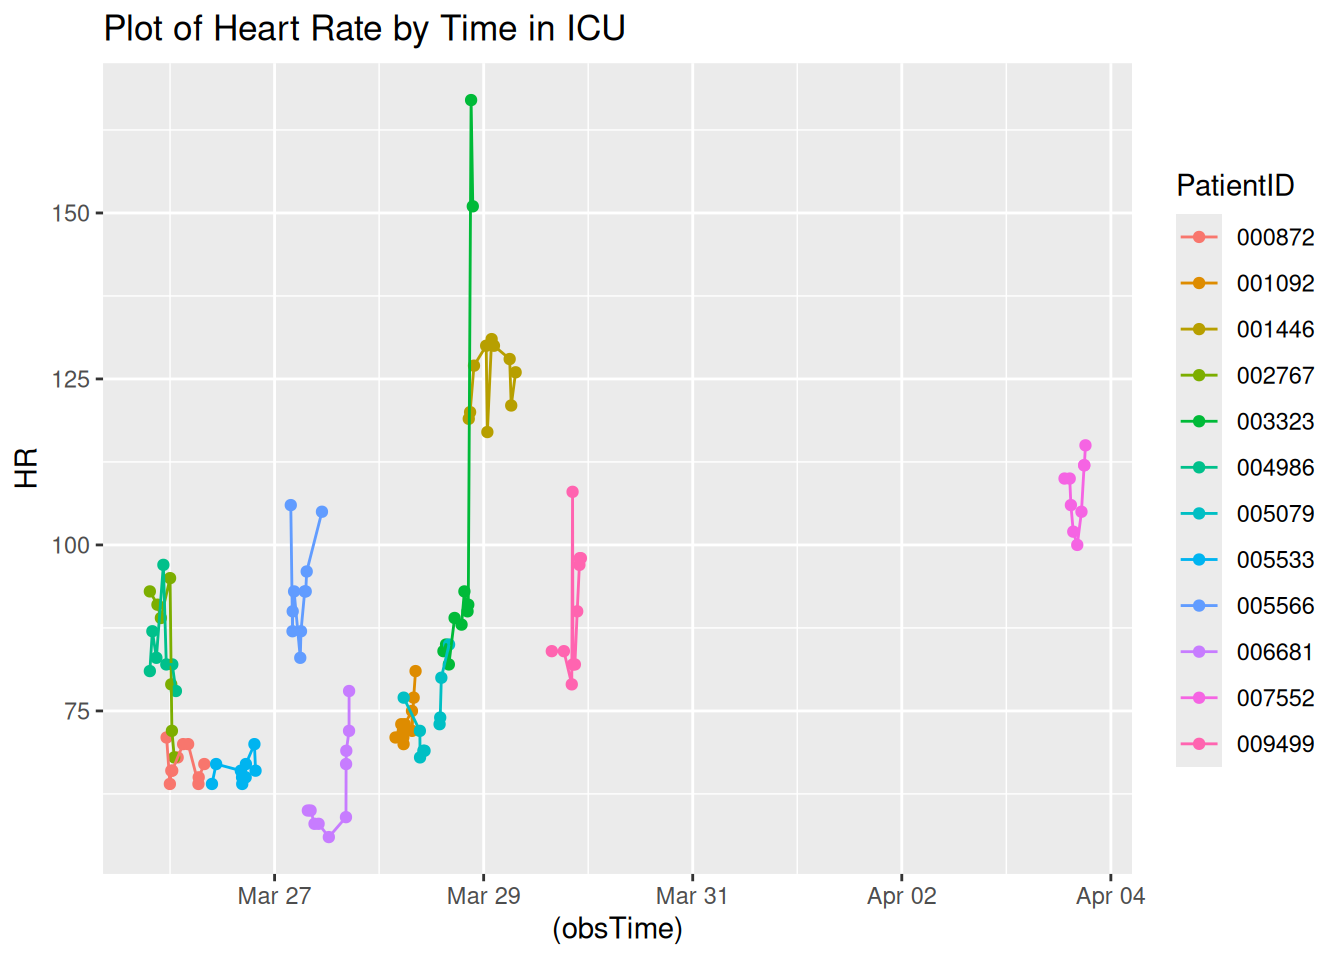 Plot of Heart Rate by Time in ICU
150
125
100
75
HR
Mar 27
Mar 29
Mar 31
Apr 02
Apr 04
(obsTime)
PatientID
000872
001092
001446
002767
003323
004986
005079
005533
005566
006681
007552
009499